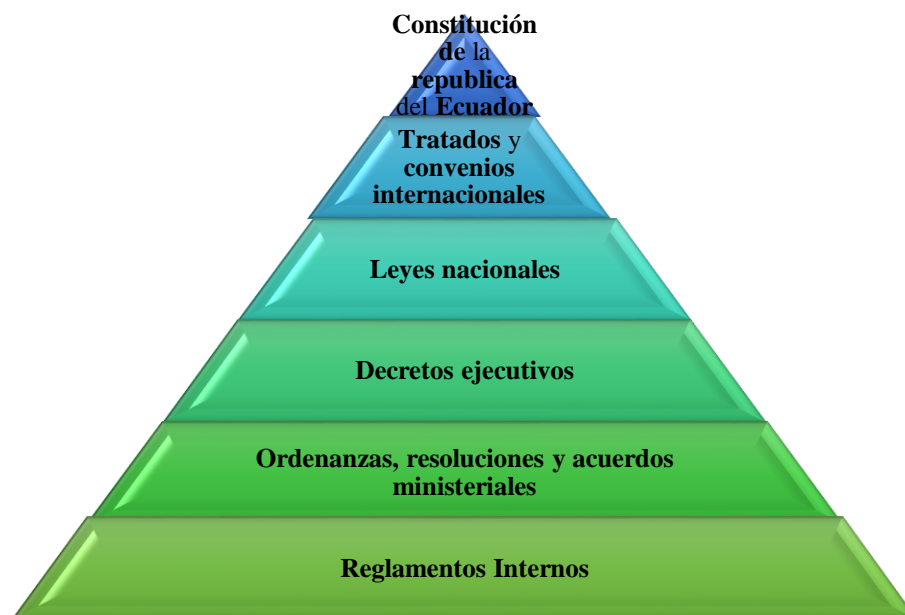 Constitución
de la
republica
del Ecuador
Tratados y
convenios
internacionales
Leyes nacionales
Decretos ejecutivos
Ordenanzas, resoluciones y acuerdos
ministeriales
Reglamentos Internos